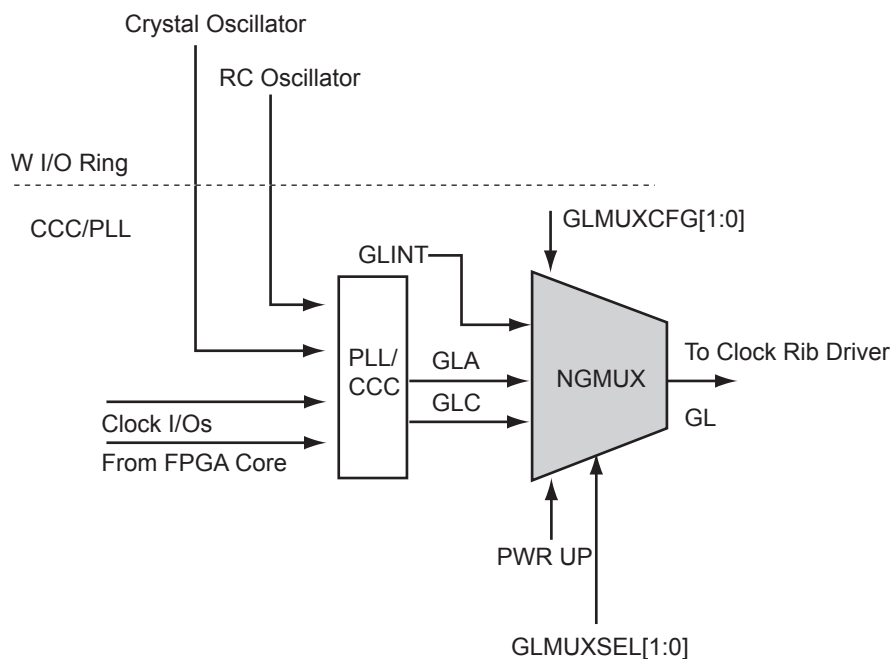 Crystal Oscillator
RC Oscillator
W I/O Ring
CCC/PLL
GLMUXCFG[1:0]
GLINT
PLL/
CCC
GLA
GLC
NGMUX
To Clock Rib Driver
GL
Clock I/Os
From FPGA Core
PWR UP
GLMUXSEL[1:0]